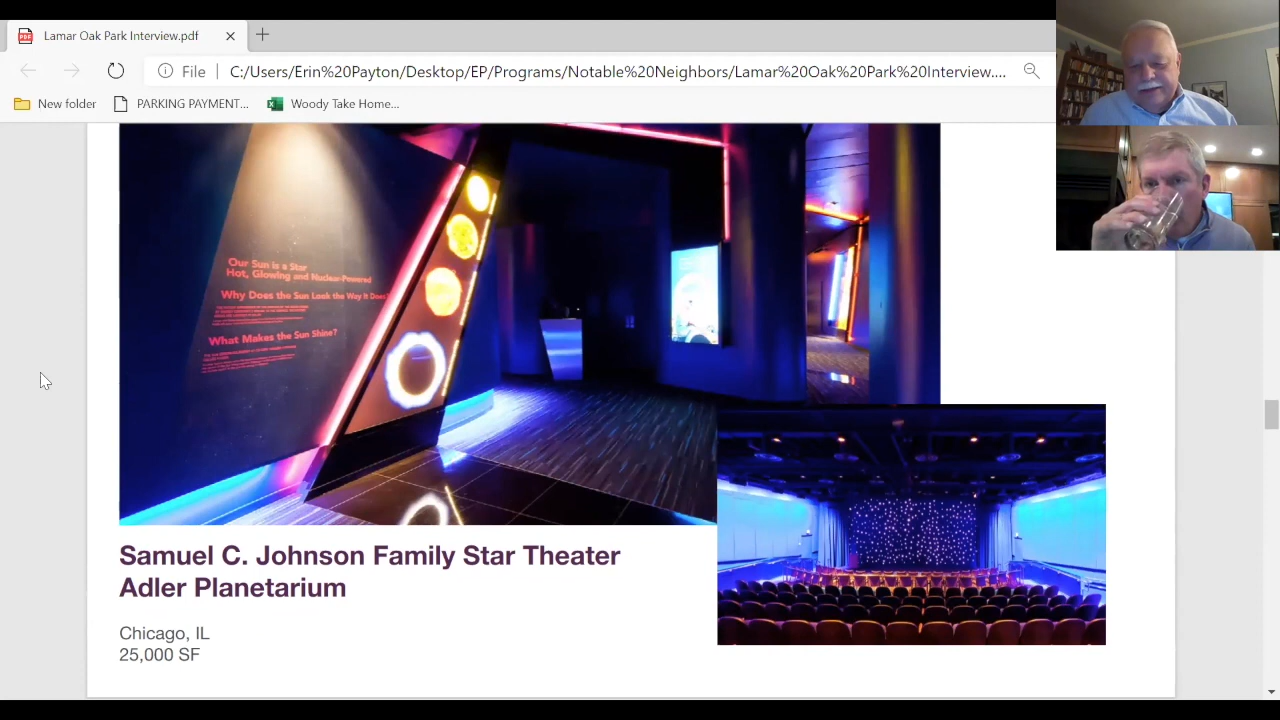 Lamar Oak Park Interview.pdf
File
C:/Users/Erin%20Payton/Desktop/EP/Programs/Notable%20Neighbors/Lamar%20Oak%20Park%20Interview....
New folder
PARKING PAYMENT...
Woody Take Home...
Our Sun is a Star
Hot, Glowing and Nuclear-Powered
Why Does the Sun Look the Way It Does?
What Makes the Sun Shine?
Samuel C. Johnson Family Star Theater
Adler Planetarium
Chicago, IL
25,000 SF